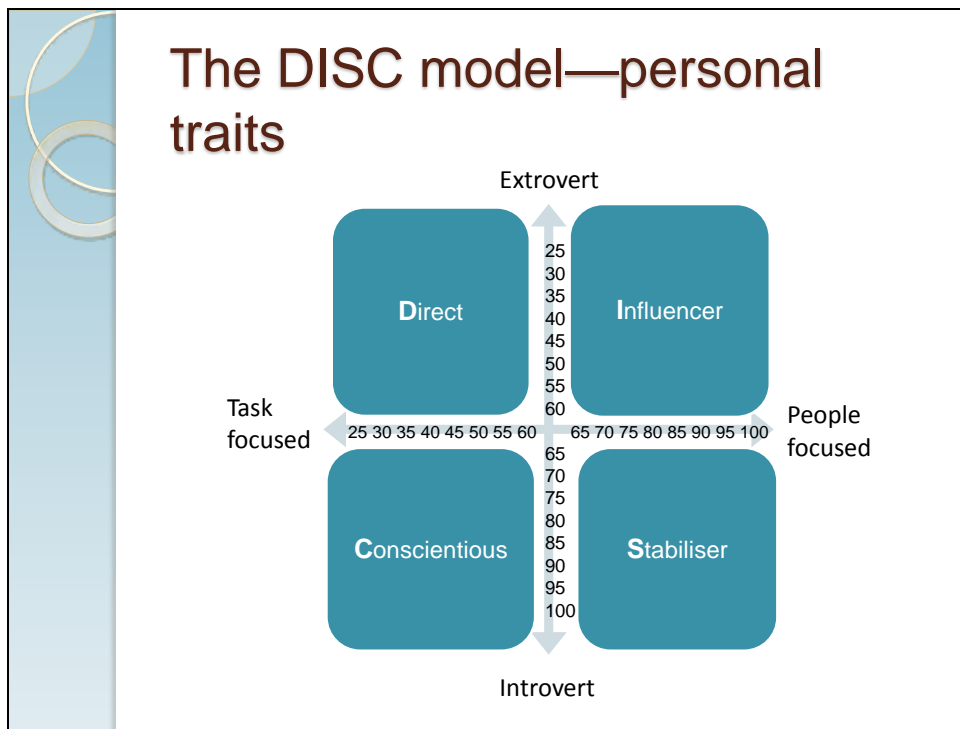 The DISC model—personal
traits
Extrovert
25
30
35
40
45
50
55
60
Direct
Influencer
Task
focused
25 30 35 40 45 50 55 60
65 70 75 80 85 90 95 100
People
focused
65
70
75
80
85
90
95
100
Conscientious
Stabiliser
Introvert